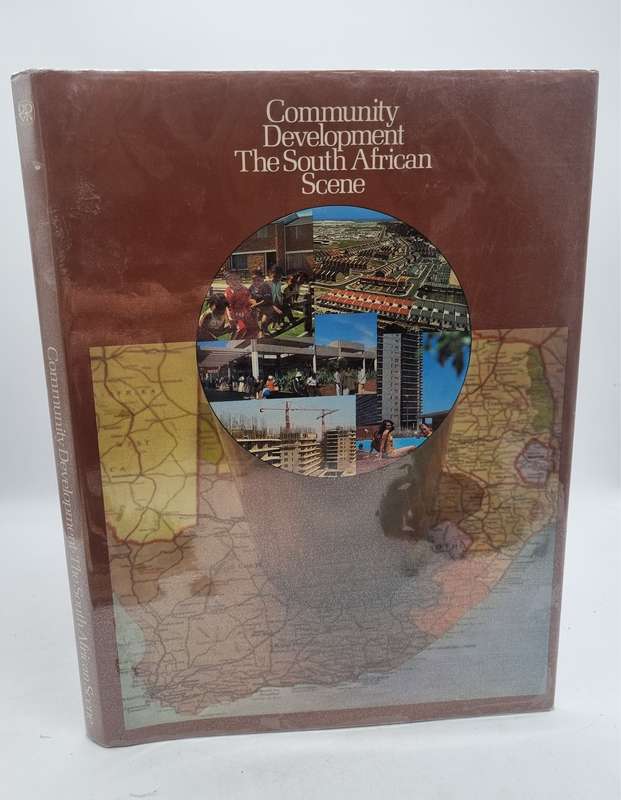 Community
Development
The South African
Scene
Community Development The South African Scene